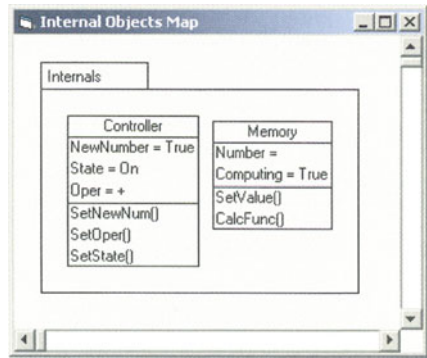 Internal Objects Map
Internals
Controller
NewNumber = True
State = On
Oper = +
SetNewNum()
SetOper()
SetState()
Memory
Number =
Computing = True
SetValue()
CalcFunc()